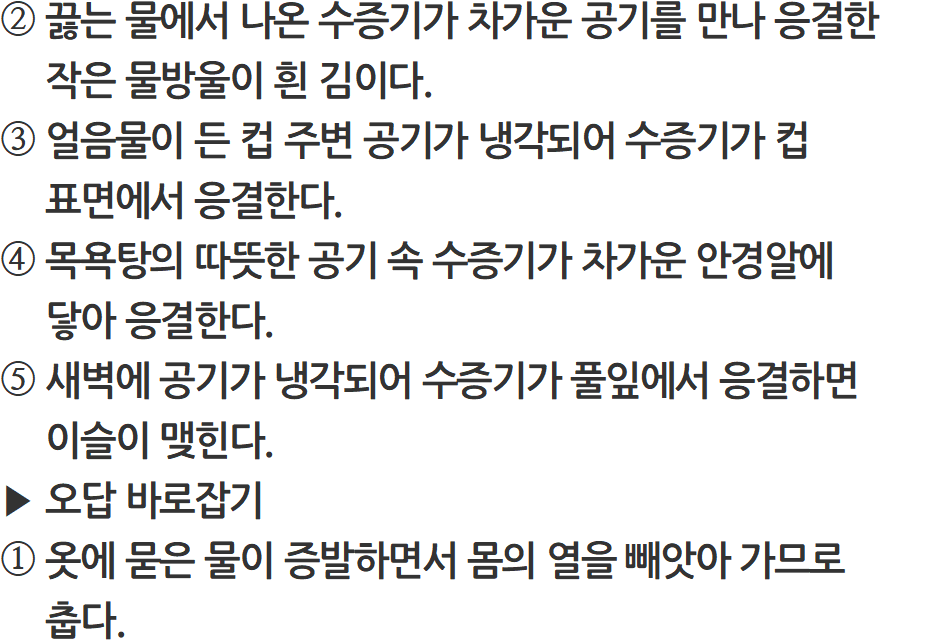 ② 끓는 물에서 나온 수증기가 차가운 공기를 만나 응결한
작은 물방울이 흰 김이다.
③ 얼음물이 든 컵 주변 공기가 냉각되어 수증기가 컵
표면에서 응결한다.
④ 목욕탕의 따뜻한 공기 속 수증기가 차가운 안경알에
닿아 응결한다.
⑤ 새벽에 공기가 냉각되어 수증기가 풀잎에서 응결하면
이슬이 맺힌다.
▶ 오답 바로잡기
① 옷에 묻은 물이 증발하면서 몸의 열을 빼앗아 가므로
춥다.